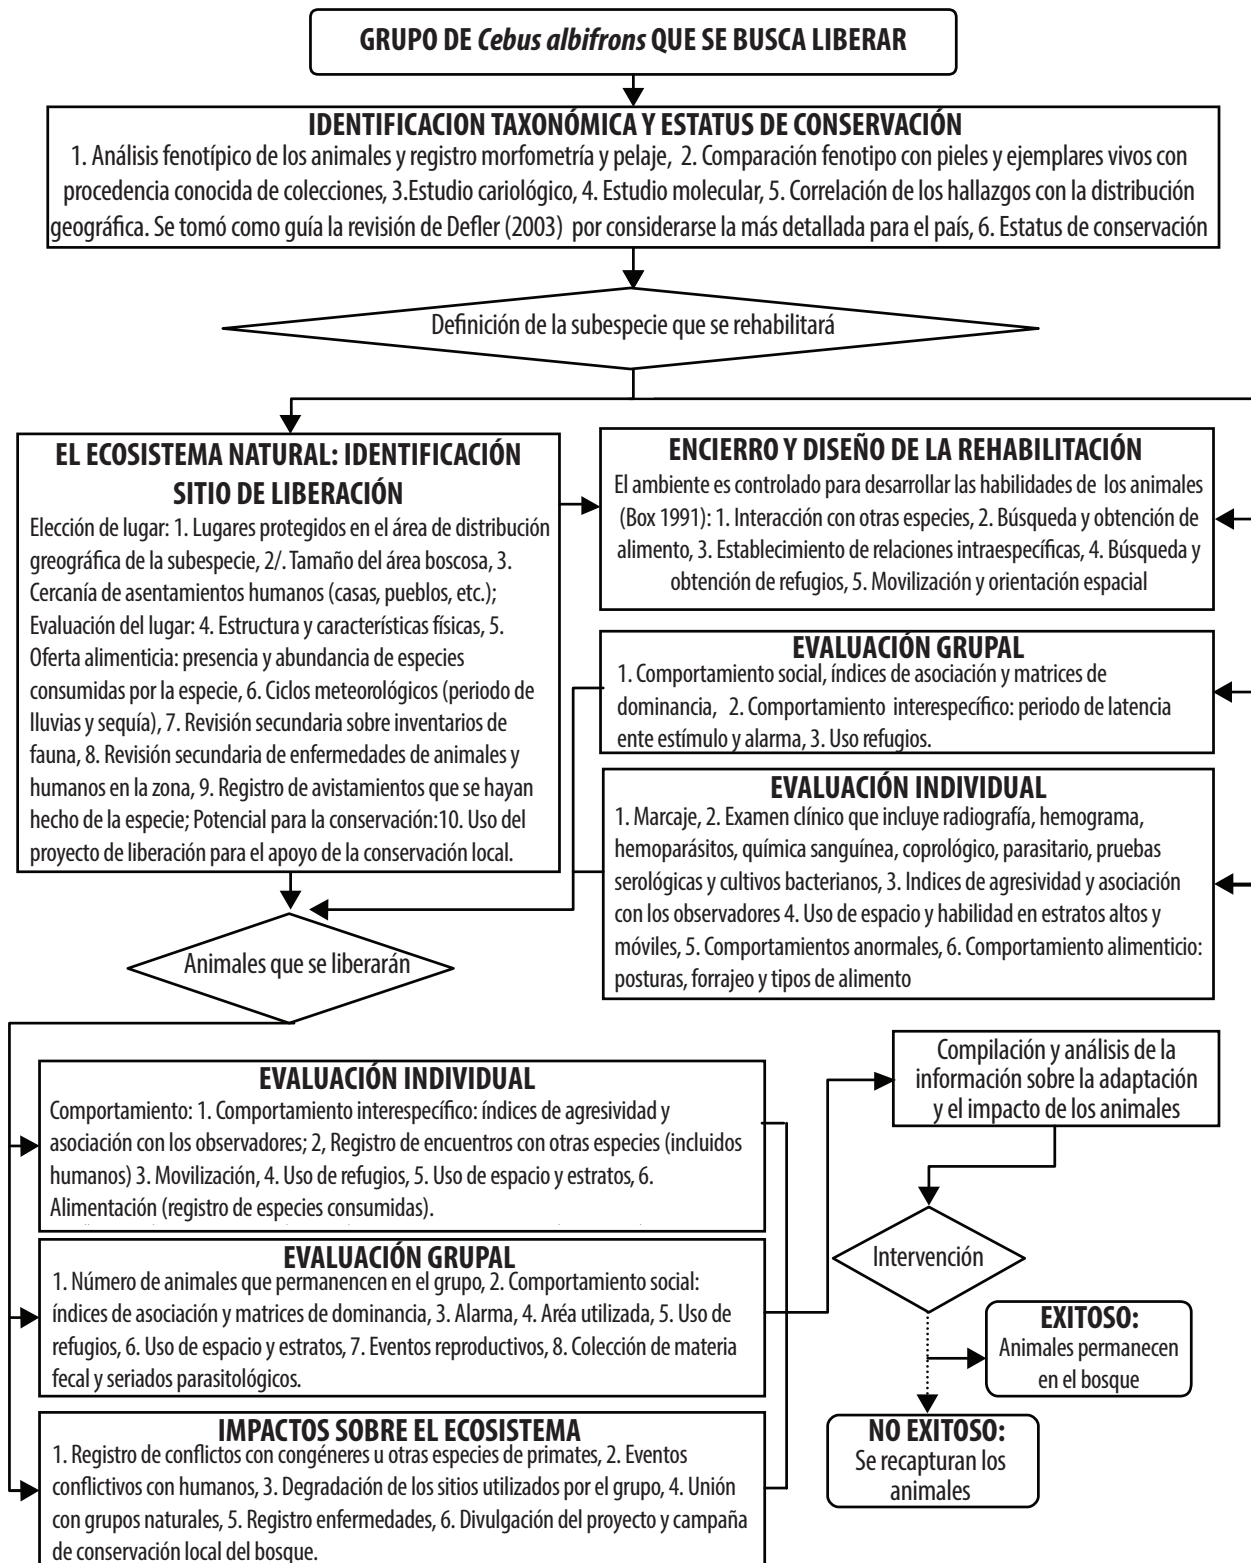 GRUPO DE Cebus albifrons QUE SE BUSCA LIBERAR
IDENTIFICACION TAXONÓMICA Y ESTATUS DE CONSERVACIÓN
1. Análisis fenotípico de los animales y registro morfometría y pelaje, 2. Comparación fenotipo con pieles y ejemplares vivos con
procedencia conocida de colecciones, 3.Estudio cariológico, 4. Estudio molecular, 5. Correlación de los hallazgos con la distribución
geográfica. Se tomó como guía la revisión de Defler (2003) por considerarse la más detallada para el país, 6. Estatus de conservación
Definición de la subespecie que se rehabilitará
EL ECOSISTEMA NATURAL: IDENTIFICACIÓN
SITIO DE LIBERACIÓN
Elección de lugar: 1. Lugares protegidos en el área de distribución
greográfica de la subespecie, 2/. Tamaño del área boscosa, 3.
Cercanía de asentamientos humanos (casas, pueblos, etc.);
Evaluación del lugar: 4. Estructura y características físicas, 5.
Oferta alimenticia: presencia y abundancia de especies
consumidas por la especie, 6. Ciclos meteorológicos (periodo de
lluvias y sequía), 7. Revisión secundaria sobre inventarios de
fauna, 8. Revisión secundaria de enfermedades de animales y
humanos en la zona, 9. Registro de avistamientos que se hayan
hecho de la especie; Potencial para la conservación:10. Uso del
proyecto de liberación para el apoyo de la conservación local.
ENCIERRO Y DISEÑO DE LA REHABILITACIÓN
El ambiente es controlado para desarrollar las habilidades de los animales
(Box 1991): 1. Interacción con otras especies, 2. Búsqueda y obtención de
alimento, 3. Establecimiento de relaciones intraespecíficas, 4. Búsqueda y
obtención de refugios, 5. Movilización y orientación espacial
EVALUACIÓN GRUPAL
1. Comportamiento social, índices de asociación y matrices de
dominancia, 2. Comportamiento interespecífico: periodo de latencia
ente estímulo y alarma, 3. Uso refugios.
EVALUACIÓN INDIVIDUAL
1. Marcaje, 2. Examen clínico que incluye radiografía, hemograma,
hemoparásitos, química sanguínea, coprológico, parasitario, pruebas
serológicas y cultivos bacterianos, 3. Indices de agresividad y asociación
con los observadores 4. Uso de espacio y habilidad en estratos altos y
móviles, 5. Comportamientos anormales, 6. Comportamiento alimenticio:
posturas, forrajeo y tipos de alimento
Animales que se liberarán
EVALUACIÓN INDIVIDUAL
Comportamiento: 1. Comportamiento interespecífico: índices de agresividad y
asociación con los observadores; 2, Registro de encuentros con otras especies (incluidos
humanos) 3. Movilización, 4. Uso de refugios, 5. Uso de espacio y estratos, 6.
Alimentación (registro de especies consumidas).
EVALUACIÓN GRUPAL
1. Número de animales que permanencen en el grupo, 2. Comportamiento social:
índices de asociación y matrices de dominancia, 3. Alarma, 4. Aréa utilizada, 5. Uso de
refugios, 6. Uso de espacio y estratos, 7. Eventos reproductivos, 8. Colección de materia
fecal y seriados parasitológicos.
IMPACTOS SOBRE EL ECOSISTEMA
1. Registro de conflictos con congéneres u otras especies de primates, 2. Eventos
conflictivos con humanos, 3. Degradación de los sitios utilizados por el grupo, 4. Unión
con grupos naturales, 5. Registro enfermedades, 6. Divulgación del proyecto y campaña
de conservación local del bosque.
Compilación y análisis de la
información sobre la adaptación
y el impacto de los animales
Intervención
EXITOSO:
Animales permanecen
en el bosque
NO EXITOSO:
Se recapturan los
animales